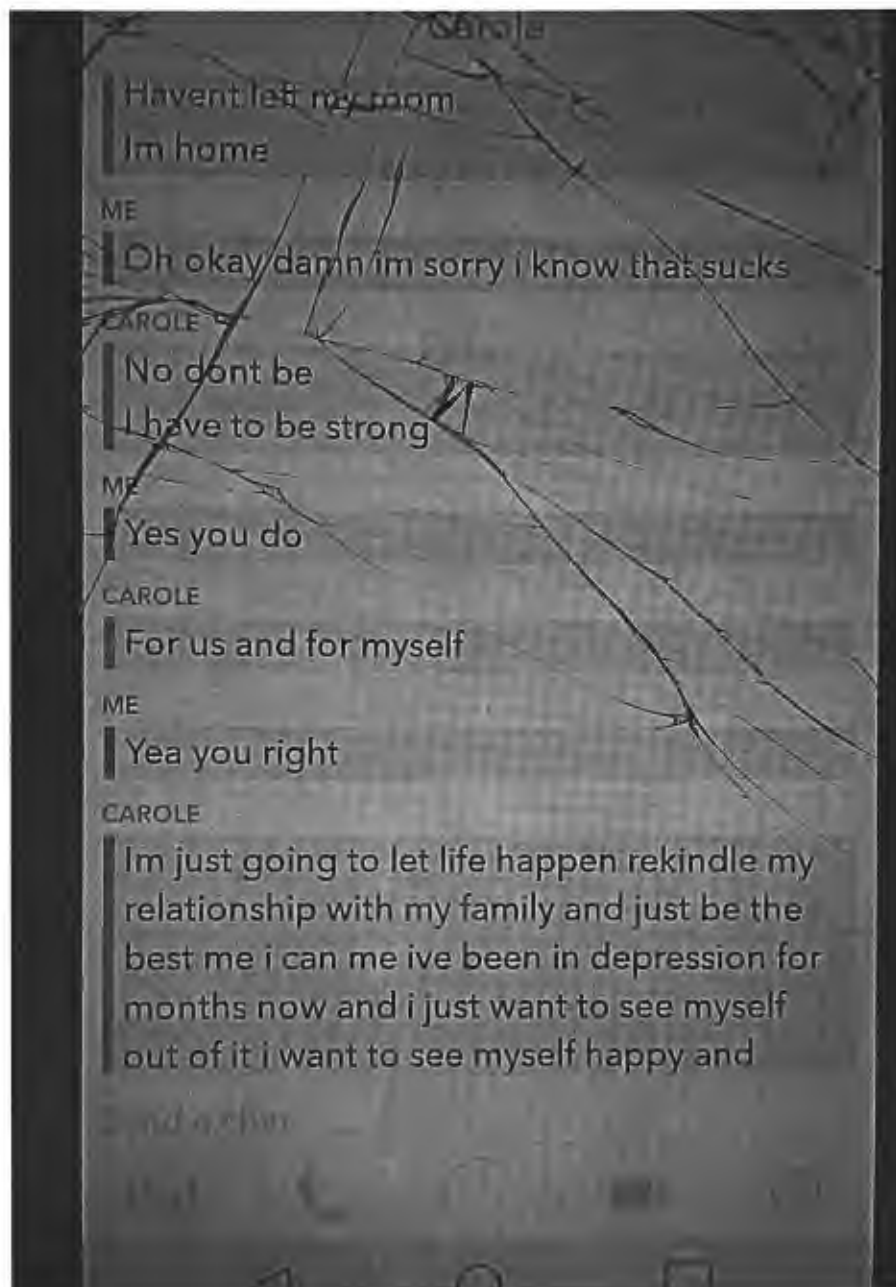 Carole
Havent left my room
Im home
ME
Oh okay damn im sorry i know that sucks
CAROLE
No dont be
I have to be strong
ME
Yes you do
CAROLE
For us and for myself
ME
Yea you right
CAROLE
Im just going to let life happen rekindle my
relationship with my family and just be the
best me i can me ive been in depression for
months now and i just want to see myself
out of it i want to see myself happy and
Send a chat